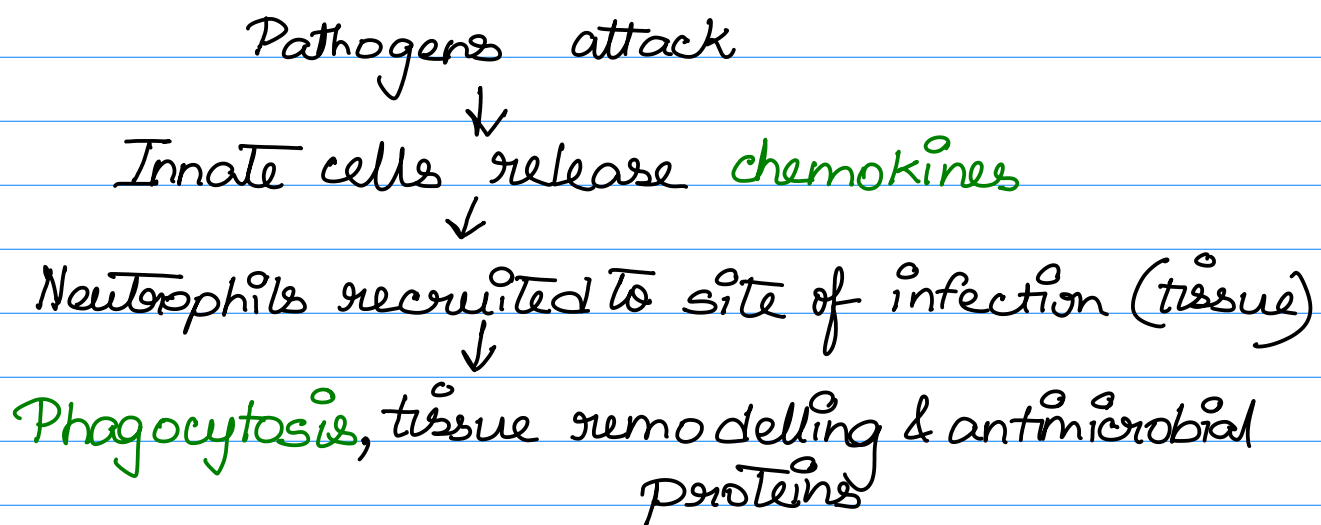 Pathogens attack
↓
Innate cells release chemokines
↓
Neutrophils recruited to site of infection (tissue)
↓
Phagocytosis, tissue remodelling & antimicrobial
proteins